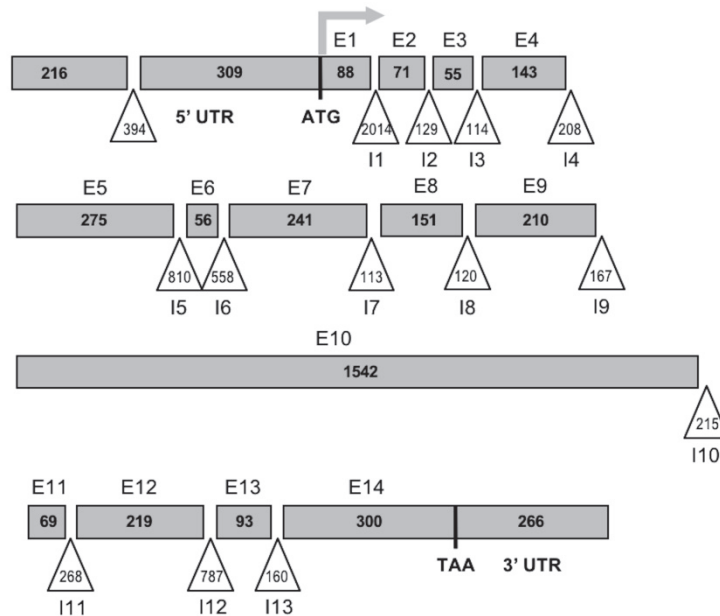 E1 E2 E3 E4
216 309 88 71 55 143
5' UTR ATG
394 2014 129 114 208
I1 I2 I3 I4
E5 E6 E7 E8 E9
275 56 241 151 210
810 558 113 120 167
I5 I6 I7 I8 I9
E10
1542
215
I10
E11 E12 E13 E14
69 219 93 300 266
TAA 3' UTR
268 787 160
I11 I12 I13